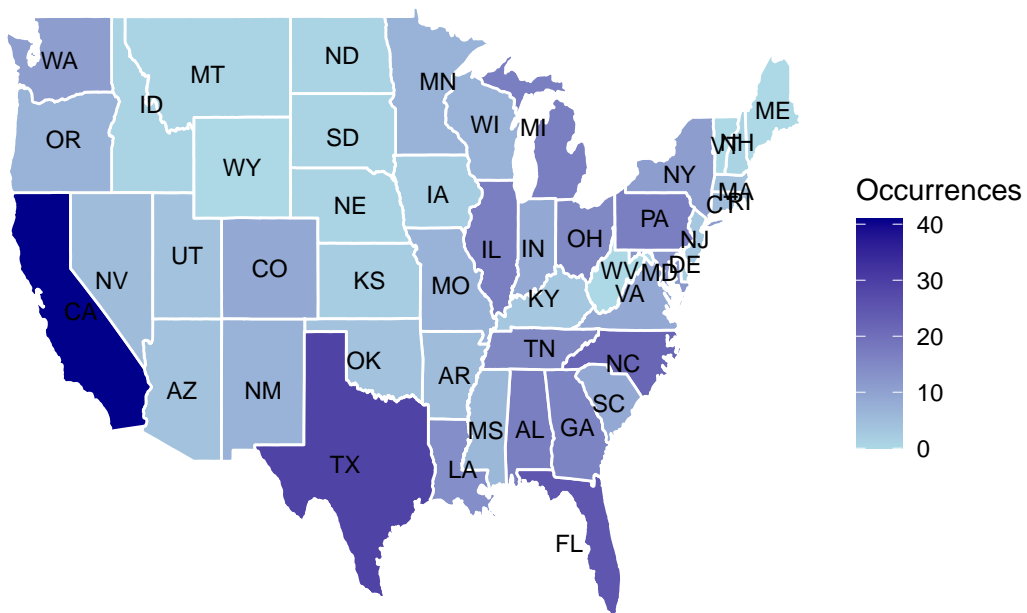 WA
MT
ND
MN
ID
OR
SD
WI
MI
ME
VT
NH
WY
NY
MA
CT
RI
IA
NE
PA
NJ
NV
UT
CO
IL
IN
OH
DE
MD
WV
VA
KS
MO
KY
CA
OK
TN
NC
AZ
NM
AR
SC
MS
AL
GA
TX
LA
FL
Occurrences
40
30
20
10
0